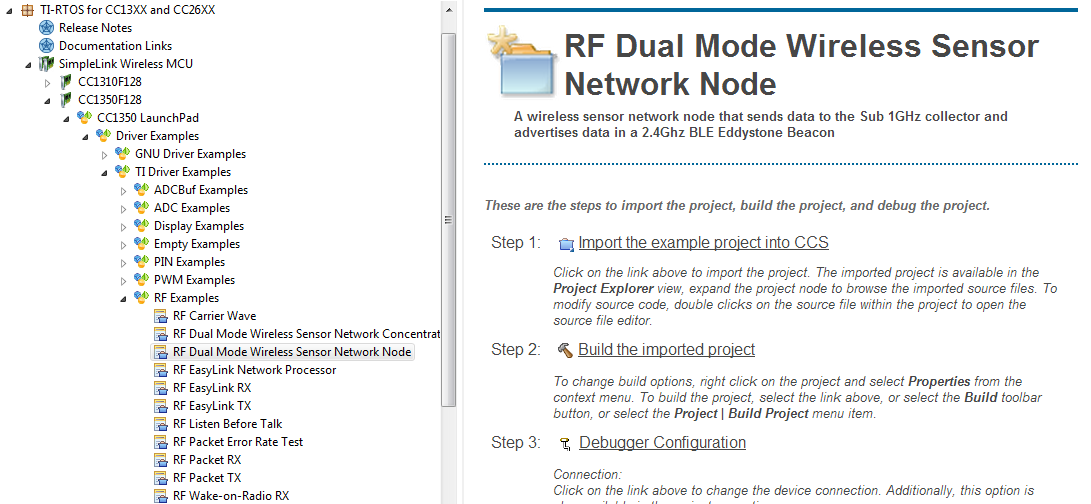 TI-RTOS for CC13XX and CC26XX
Release Notes
Documentation Links
SimpleLink Wireless MCU
CC1310F128
CC1350F128
CC1350 LaunchPad
Driver Examples
GNU Driver Examples
TI Driver Examples
ADCBuf Examples
ADC Examples
Display Examples
Empty Examples
PIN Examples
PWM Examples
RF Examples
RF Carrier Wave
RF Dual Mode Wireless Sensor Network Concentrat
RF Dual Mode Wireless Sensor Network Node
RF EasyLink Network Processor
RF EasyLink RX
RF EasyLink TX
RF Listen Before Talk
RF Packet Error Rate Test
RF Packet RX
RF Packet TX
RF Wake-on-Radio RX
RF Dual Mode Wireless Sensor
Network Node
A wireless sensor network node that sends data to the Sub 1GHz collector and
advertises data in a 2.4Ghz BLE Eddystone Beacon
These are the steps to import the project, build the project, and debug the project.
Step 1: Import the example project into CCS
Click on the link above to import the project. The imported project is available in the
Project Explorer view, expand the project node to browse the imported source files. To
modify source code, double clicks on the source file within the project to open the
source file editor.
Step 2: Build the imported project
To change build options, right click on the project and select Properties from the
context menu. To build the project, select the link above, or select the Build toolbar
button, or select the Project | Build Project menu item.
Step 3: Debugger Configuration
Connection:
Click on the link above to change the device connection. Additionally, this option is